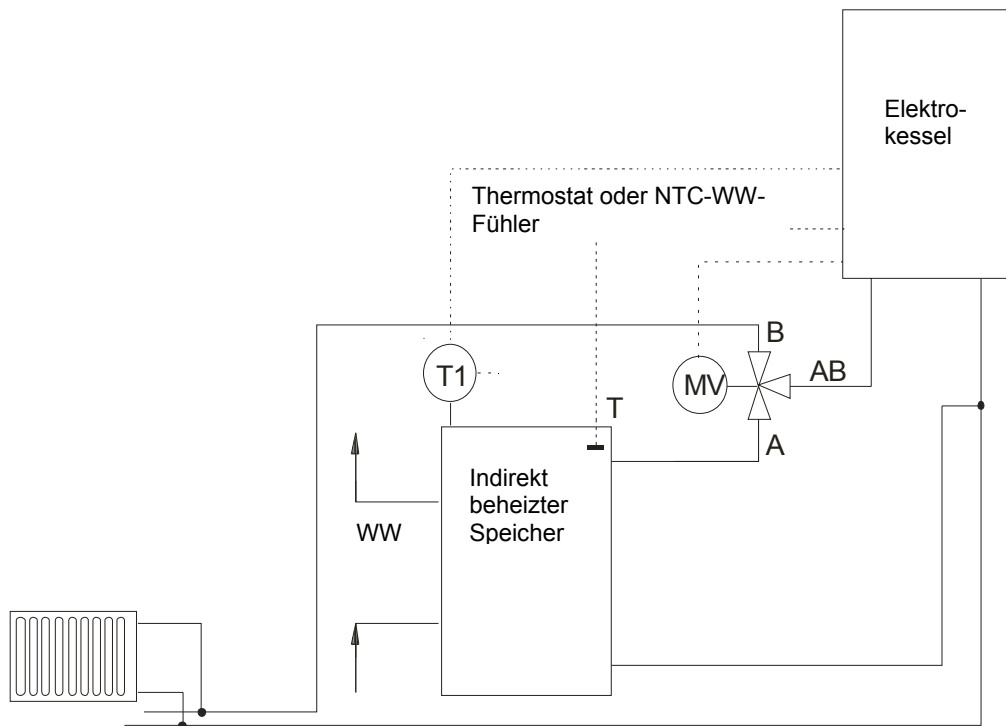 Elektro-
kessel
Thermostat oder NTC-WW-
Fühler
B
T1
MV
AB
T
A
Indirekt
beheizter
Speicher
WW